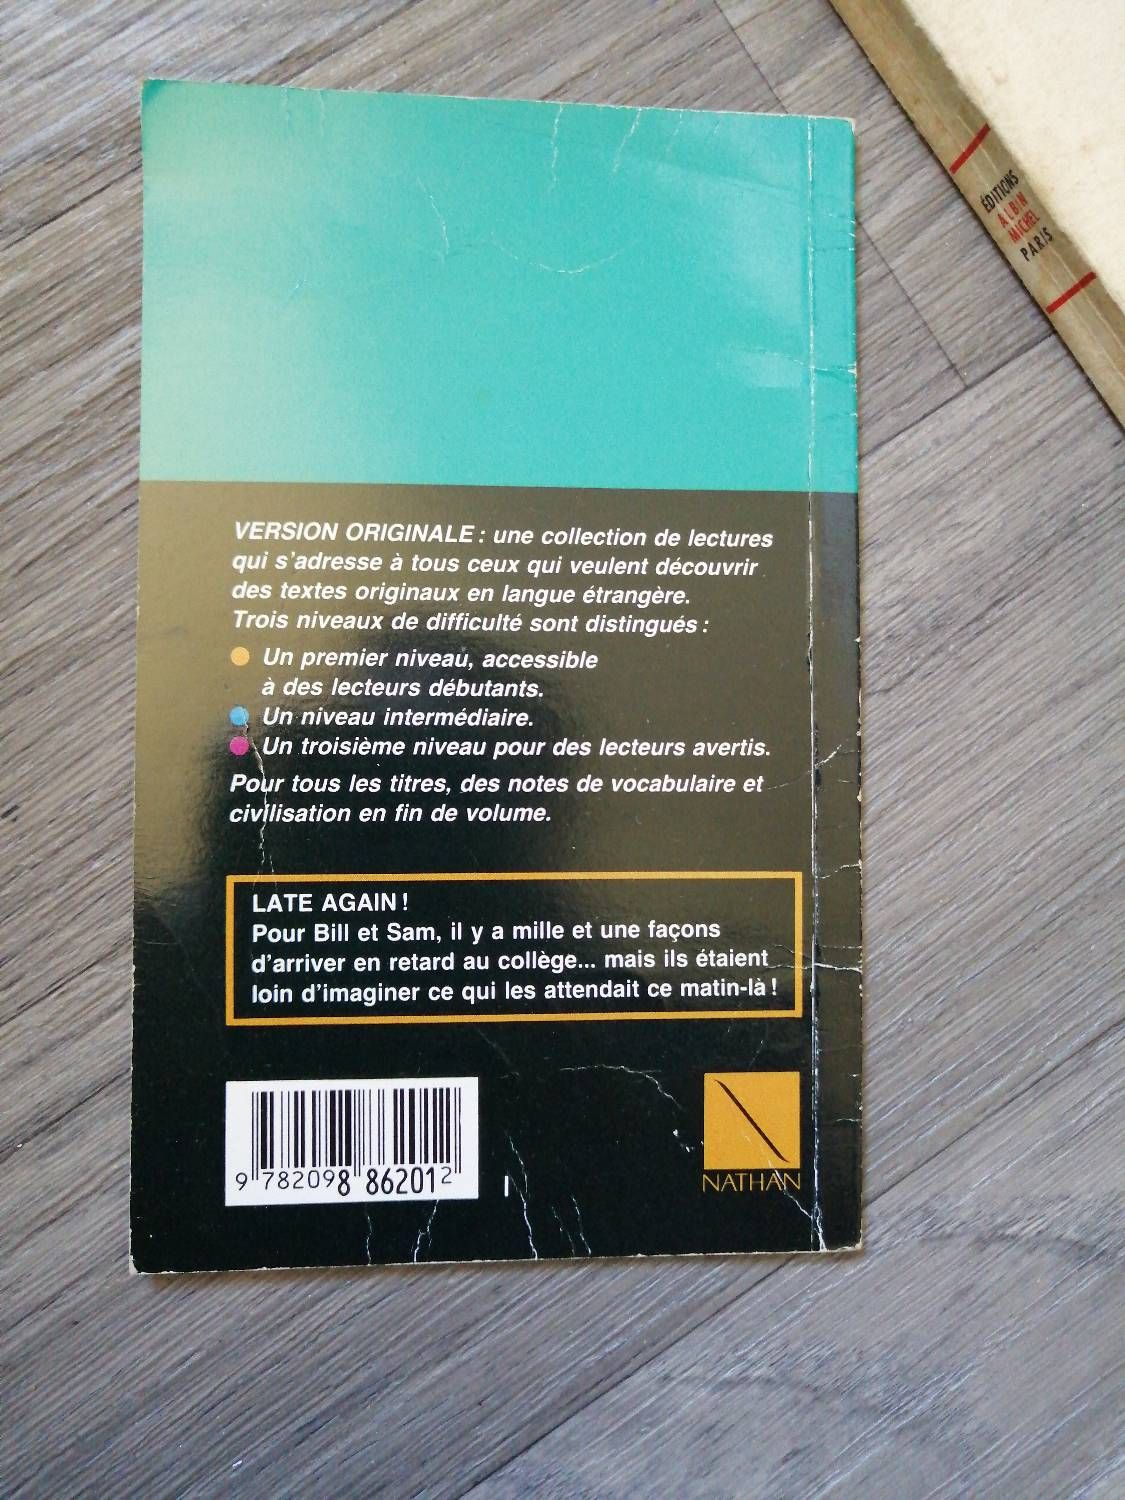 VERSION ORIGINALE : une collection de lectures
qui s'adresse à tous ceux qui veulent découvrir
des textes originaux en langue étrangère.
Trois niveaux de difficulté sont distingués :
Un premier niveau, accessible
à des lecteurs débutants.
Un niveau intermédiaire.
Un troisième niveau pour des lecteurs avertis.
Pour tous les titres, des notes de vocabulaire et
civilisation en fin de volume.
LATE AGAIN !
Pour Bill et Sam, il y a mille et une façons
d'arriver en retard au collège... mais ils étaient
loin d'imaginer ce qui les attendait ce matin-là !
9 782098 862012
NATHAN
ÉDITIONS
ALBIN
MICHEL
PARIS